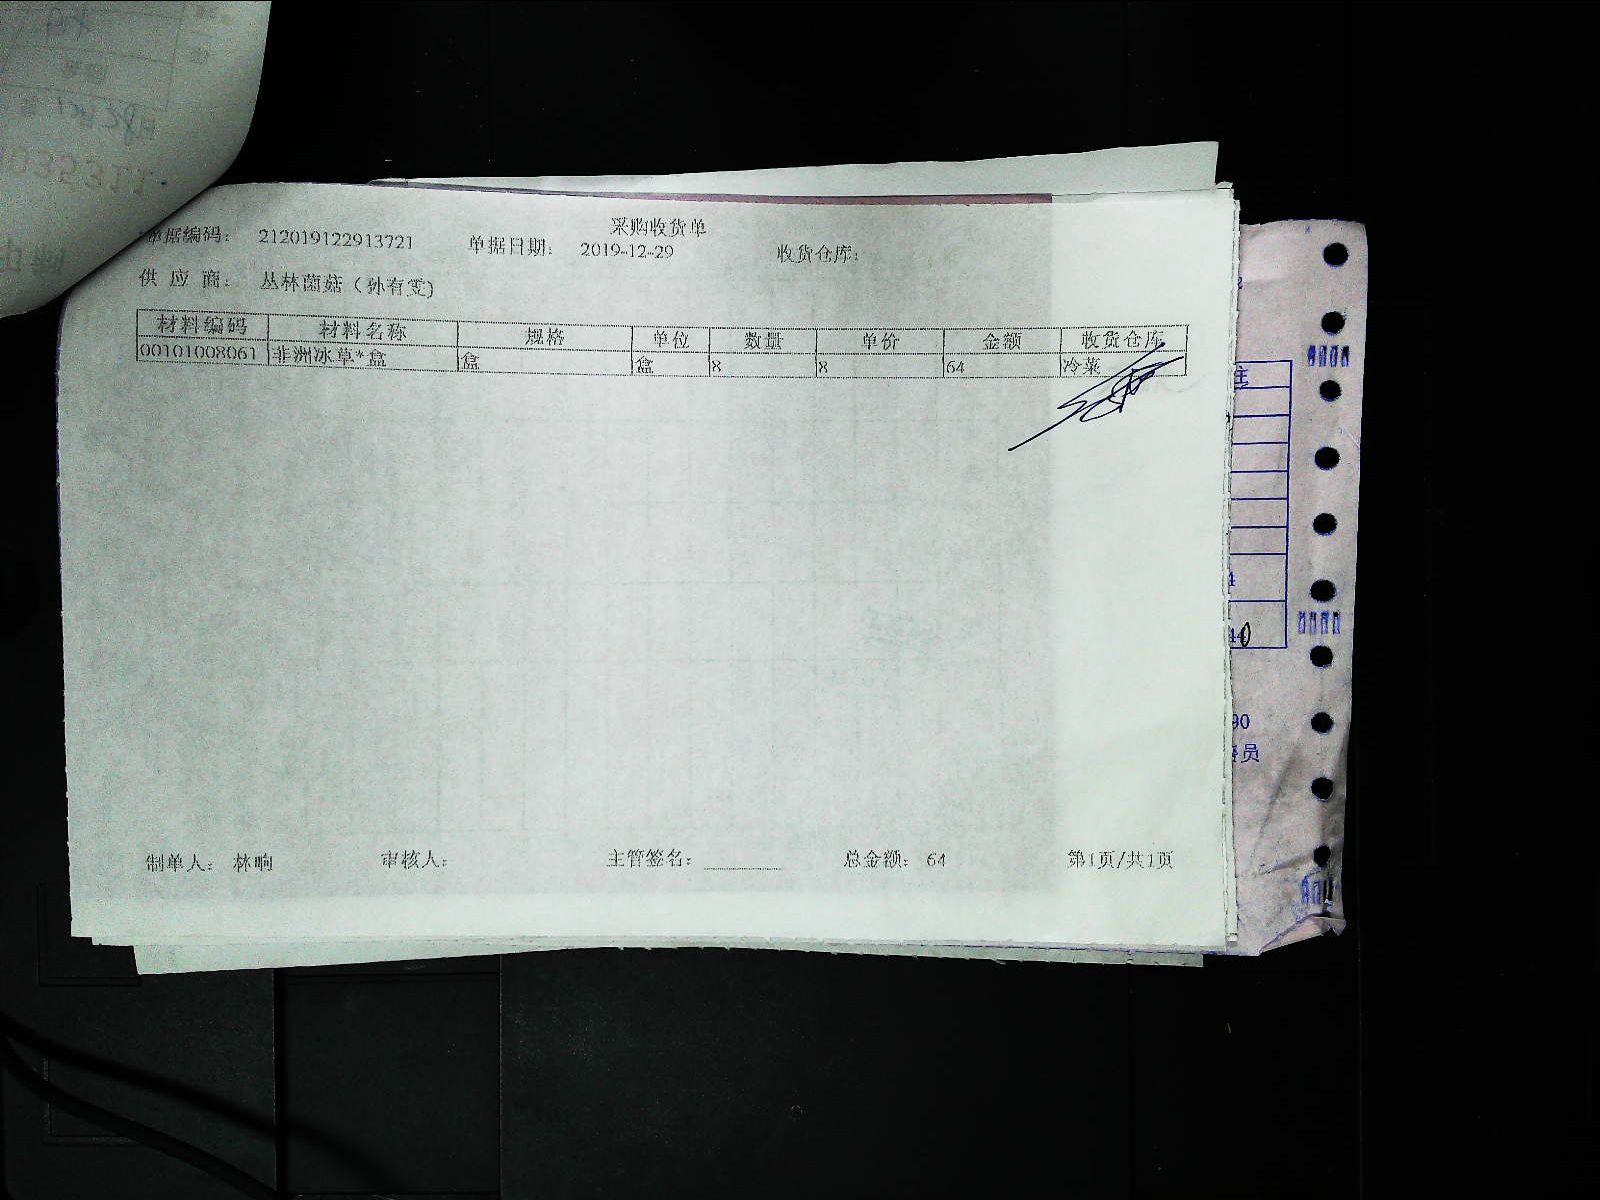 采购收货单
单据编码： 212019122913721 单据日期： 2019-12-29 收货仓库：
供 应 商： 丛林菌菇（孙有雯）
材料编码 材料名称 规格 单位 数量 单价 金额 收货仓库
00101008061 非洲冰草*盒 盒 盒 8 8 64 冷菜
制单人： 林响 审核人： 主管签名： 总金额： 64 第1页/共1页
90
员